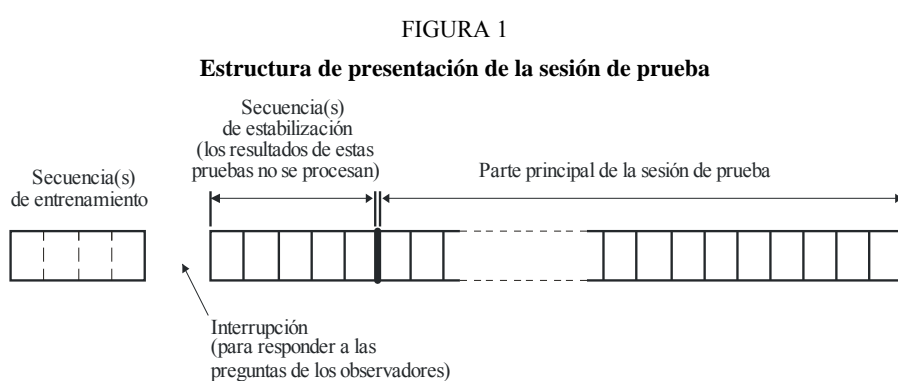 FIGURA 1
Estructura de presentación de la sesión de prueba
Secuencia(s)
de estabilización
(los resultados de estas
pruebas no se procesan)
Secuencia(s)
de entrenamiento
Parte principal de la sesión de prueba
Interrupción
(para responder a las
preguntas de los observadores)